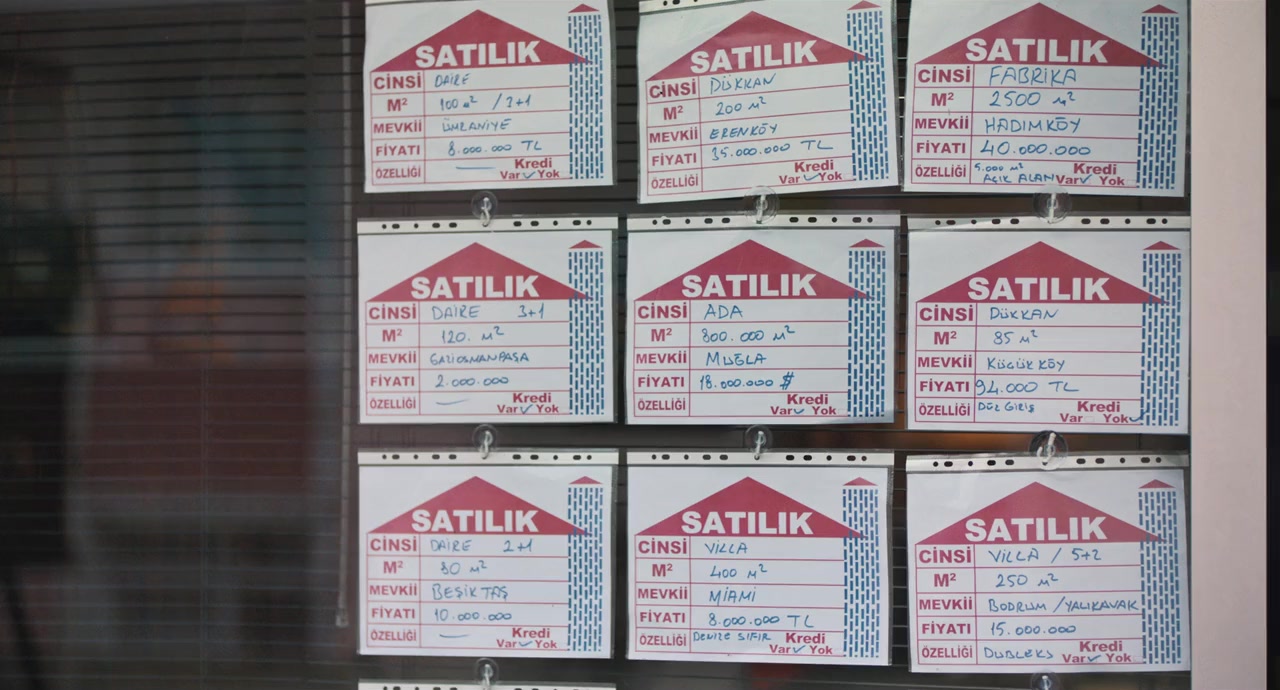 SATILIK
CİNSİ DAİRE
M² 100 m² / 2+1
MEVKİİ ÜMRANİYE
FİYATI 8.000.000 TL
ÖZELLİĞİ Kredi
Var Yok
SATILIK
CİNSİ DÜKKAN
M² 200 m²
MEVKİİ ERENKÖY
FİYATI 35.000.000 TL
ÖZELLİĞİ Kredi
Var Yok
SATILIK
CİNSİ FABRİKA
M² 2500 m²
MEVKİİ HADIMKÖY
FİYATI 40.000.000
ÖZELLİĞİ 5.000 m² Kredi
AÇIK ALAN Var Yok
SATILIK
CİNSİ DAİRE 3+1
M² 120. m²
MEVKİİ GAZİOSMANPAŞA
FİYATI 2.000.000
ÖZELLİĞİ Kredi
Var Yok
SATILIK
CİNSİ ADA
M² 800.000 m²
MEVKİİ MUĞLA
FİYATI 18.000.000 $
ÖZELLİĞİ Kredi
Var Yok
SATILIK
CİNSİ DÜKKAN
M² 85 m²
MEVKİİ KÜÇÜKKÖY
FİYATI 94.000 TL
ÖZELLİĞİ DÜZ GİRİŞ Kredi
Var Yok
SATILIK
CİNSİ DAİRE 2+1
M² 80 m²
MEVKİİ BEŞİKTAŞ
FİYATI 10.000.000
ÖZELLİĞİ Kredi
Var Yok
SATILIK
CİNSİ VİLLA
M² 400 m²
MEVKİİ MİAMİ
FİYATI 8.000.000 TL
ÖZELLİĞİ DENİZE SIFIR Kredi
Var Yok
SATILIK
CİNSİ VİLLA / 5+2
M² 250 m²
MEVKİİ BODRUM / YALIKAVAK
FİYATI 15.000.000
ÖZELLİĞİ DUBLEKS Kredi
Var Yok